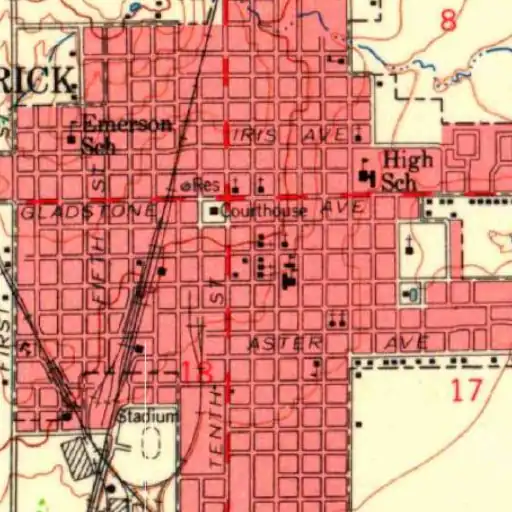 8
RICK
Emerson
Sch
IRIS AVE
High
Sch
Res
GLADSTONE AVE
Courthouse
FIFTH ST
FIRST
TENTH ST
ASTER AVE
18
17
Stadium